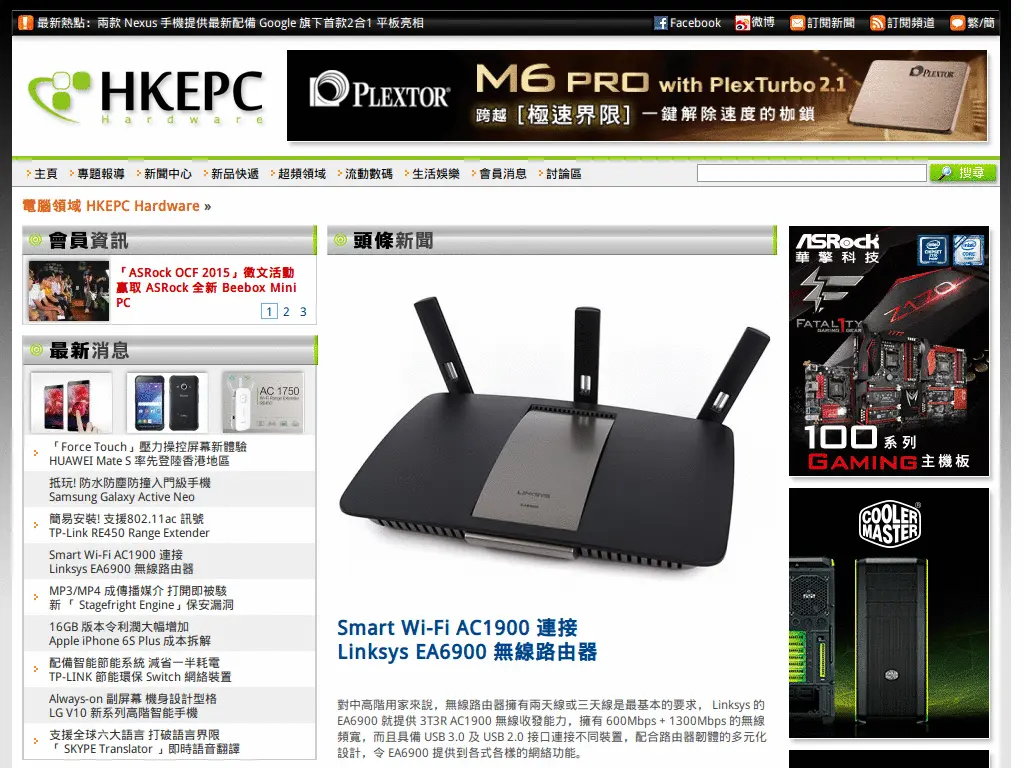 最新熱點: 兩款 Nexus 手機提供最新配備 Google 旗下首款2合1 平板亮相
Facebook 微博 訂閱新聞 訂閱頻道 繁/簡
HKEPC
Hardware
PLEXTOR
M6 PRO with PlexTurbo 2.1
跨越 [極速界限] 一鍵解除速度的枷鎖
PLEXTOR
主頁 專題報導 新聞中心 新品快遞 超頻領域 流動數碼 生活娛樂 會員消息 討論區
搜尋
電腦領域 HKEPC Hardware »
會員資訊
「ASRock OCF 2015」徵文活動
贏取 ASRock 全新 Beebox Mini
PC
1 2 3
最新消息
AC 1750
「Force Touch」壓力操控屏幕新體驗
HUAWEI Mate S 率先登陸香港地區
抵玩! 防水防塵防撞入門級手機
Samsung Galaxy Active Neo
簡易安裝! 支援802.11ac 訊號
TP-Link RE450 Range Extender
Smart Wi-Fi AC1900 連接
Linksys EA6900 無線路由器
MP3/MP4 成傳播媒介 打開即被駭
新 「 Stagefright Engine」保安漏洞
16GB 版本令利潤大幅增加
Apple iPhone 6S Plus 成本拆解
配備智能節能系統 減省一半耗電
TP-LINK 節能環保 Switch 網絡裝置
Always-on 副屏幕 機身設計型格
LG V10 新系列高階智能手機
支援全球六大語言 打破語言界限
「 SKYPE Translator 」即時語音翻譯
頭條新聞
LINKSYS
Smart Wi-Fi AC1900 連接
Linksys EA6900 無線路由器
對中高階用家來說，無線路由器擁有兩天線或三天線是最基本的要求， Linksys 的
EA6900 就提供 3T3R AC1900 無線收發能力，擁有 600Mbps + 1300Mbps 的無線
頻寬，而且具備 USB 3.0 及 USB 2.0 接口連接不同裝置，配合路由器韌體的多元化
設計，令 EA6900 提供到各式各樣的網絡功能。
ASRock
華擎科技
FATAL1TY
Z170
100 系列
GAMING 主機板
COOLER
MASTER